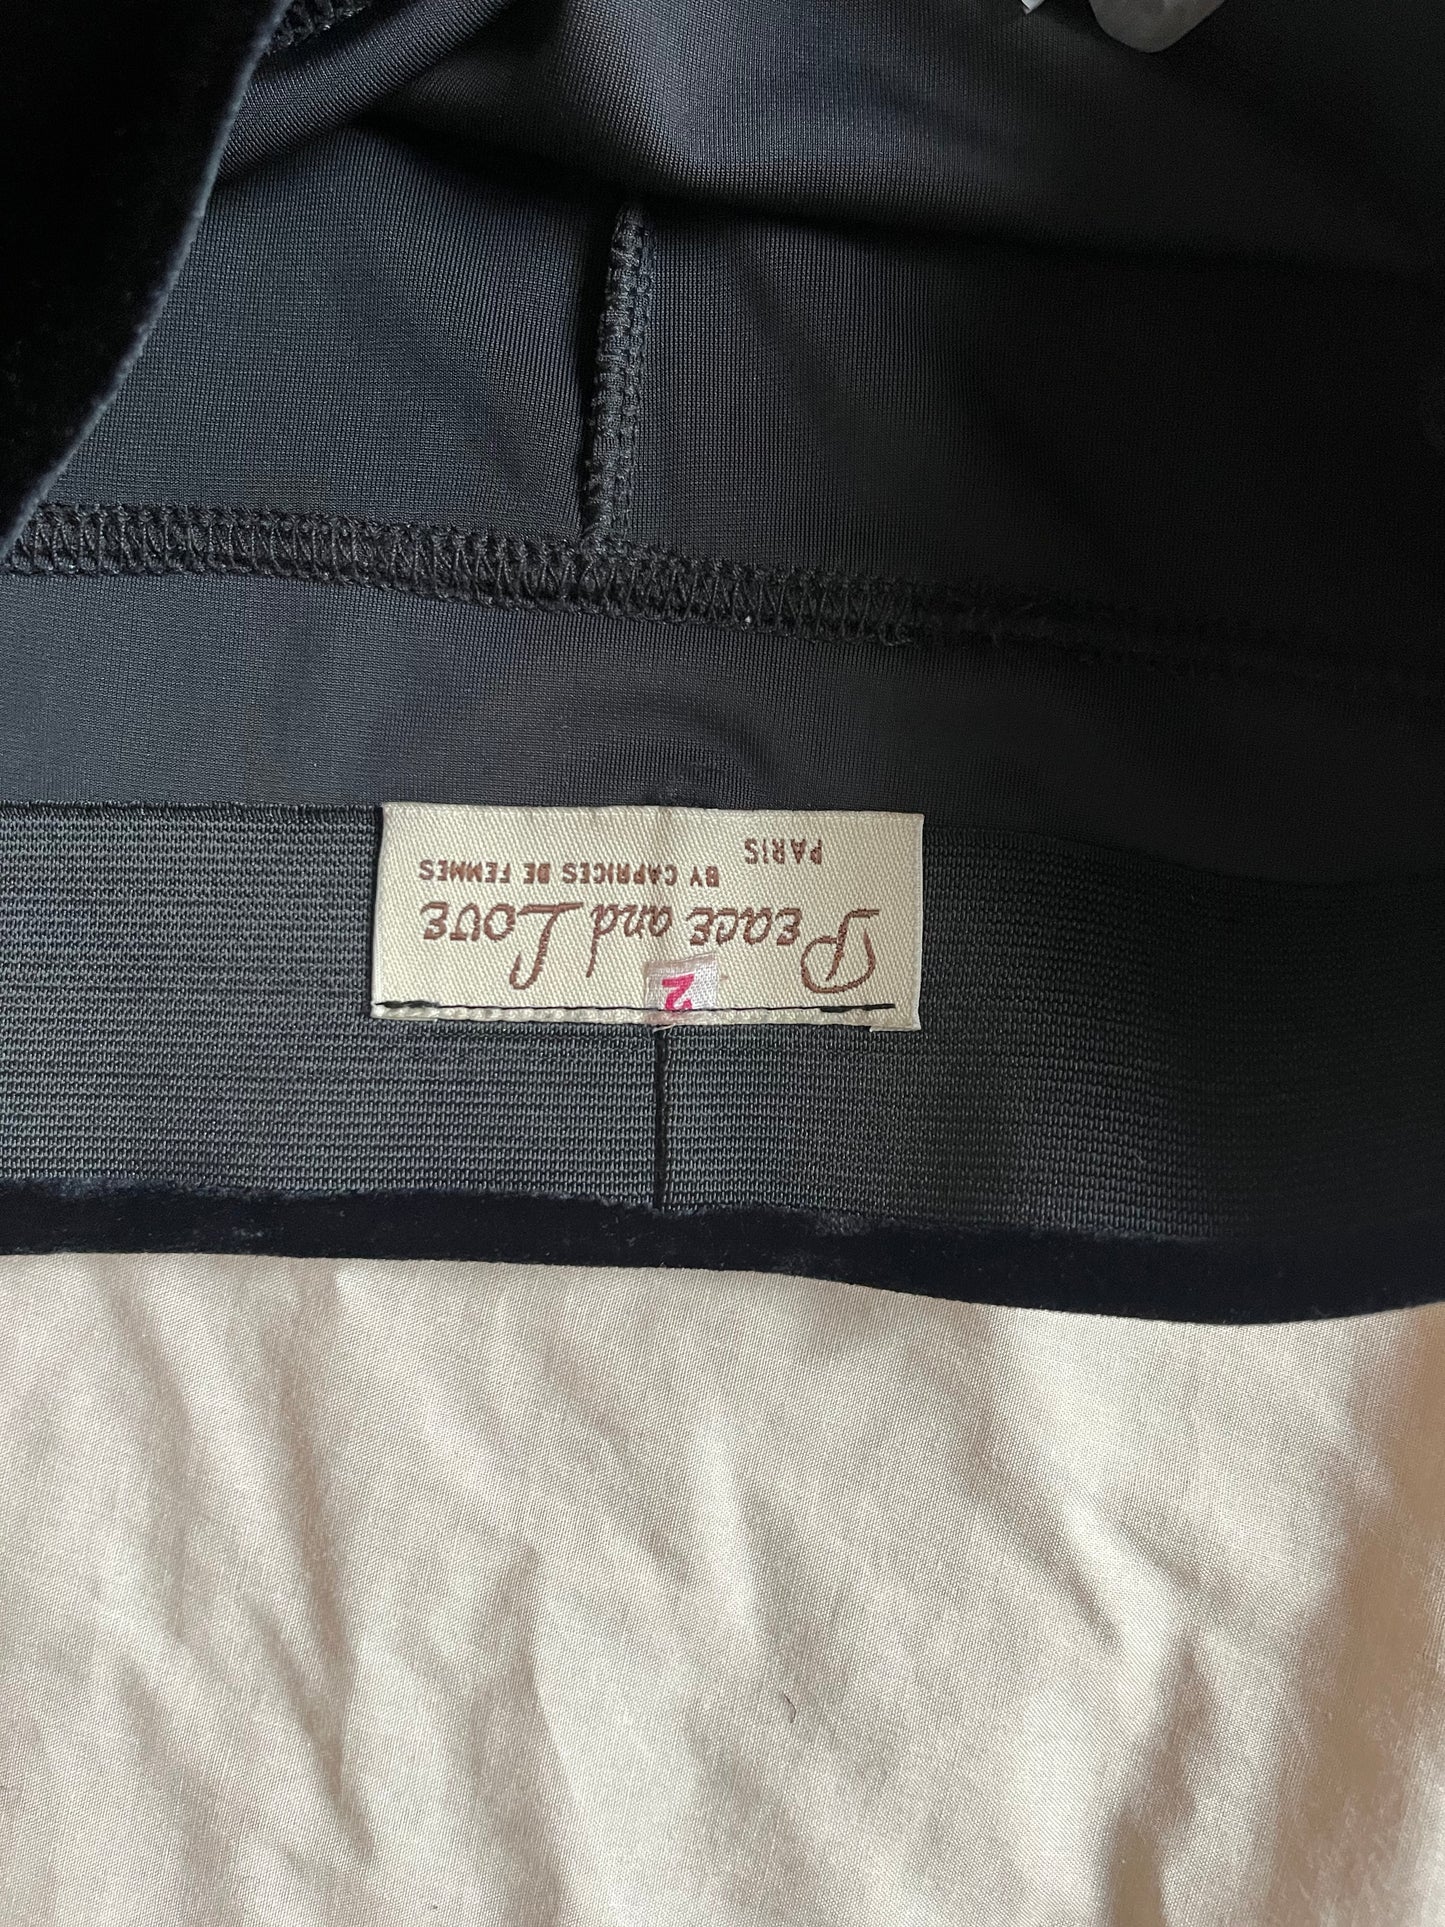 2
Peace and Love
BY CAPRICES DE FEMMES
PARIS